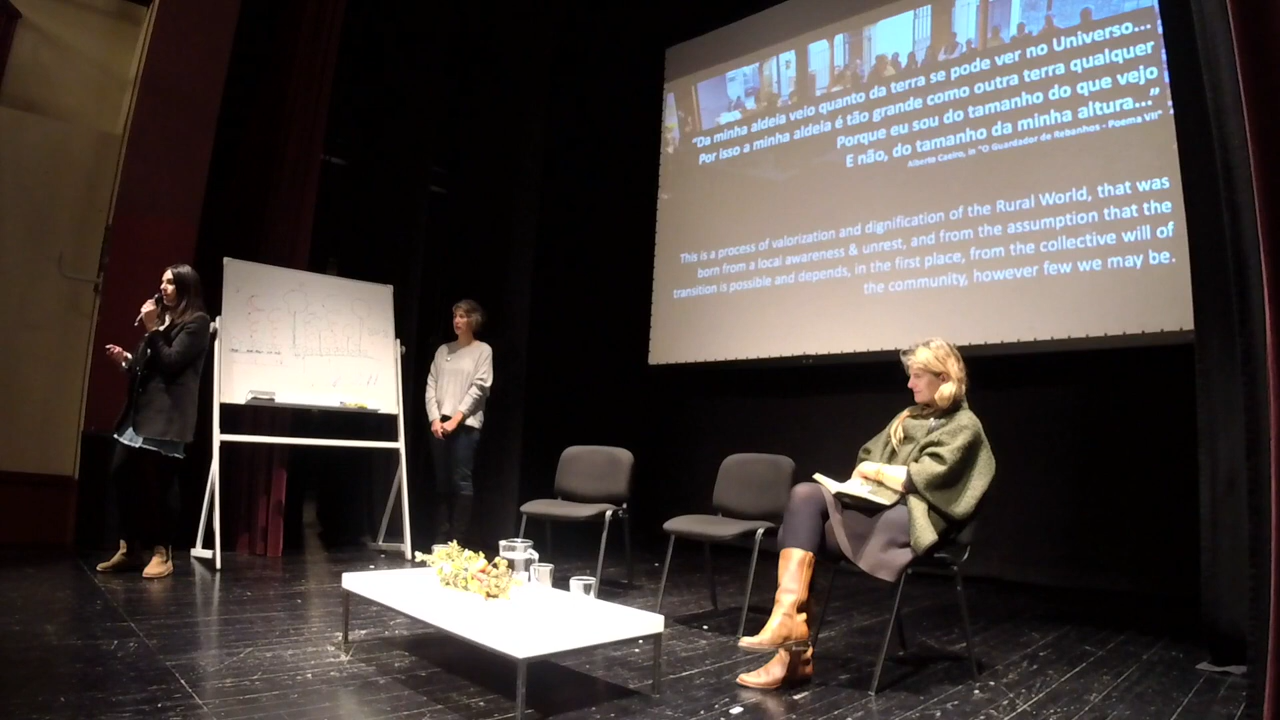 "Da minha aldeia vejo quanto da terra se pode ver no Universo...
Por isso a minha aldeia é tão grande como outra terra qualquer
Porque eu sou do tamanho do que vejo
E não, do tamanho da minha altura..."
Alberto Caeiro, in "O Guardador de Rebanhos - Poema VII"
This is a process of valorization and dignification of the Rural World, that was
born from a local awareness & unrest, and from the assumption that the
transition is possible and depends, in the first place, from the collective will of
the community, however few we may be.